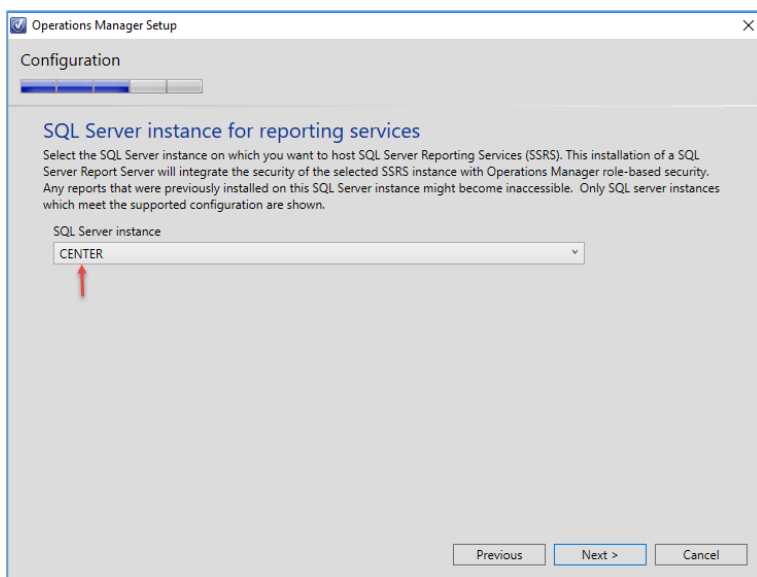 Operations Manager Setup
Configuration
SQL Server instance for reporting services
Select the SQL Server instance on which you want to host SQL Server Reporting Services (SSRS). This installation of a SQL
Server Report Server will integrate the security of the selected SSRS instance with Operations Manager role-based security.
Any reports that were previously installed on this SQL Server instance might become inaccessible.  Only SQL server instances
which meet the supported configuration are shown.
SQL Server instance
CENTER
Previous Next > Cancel